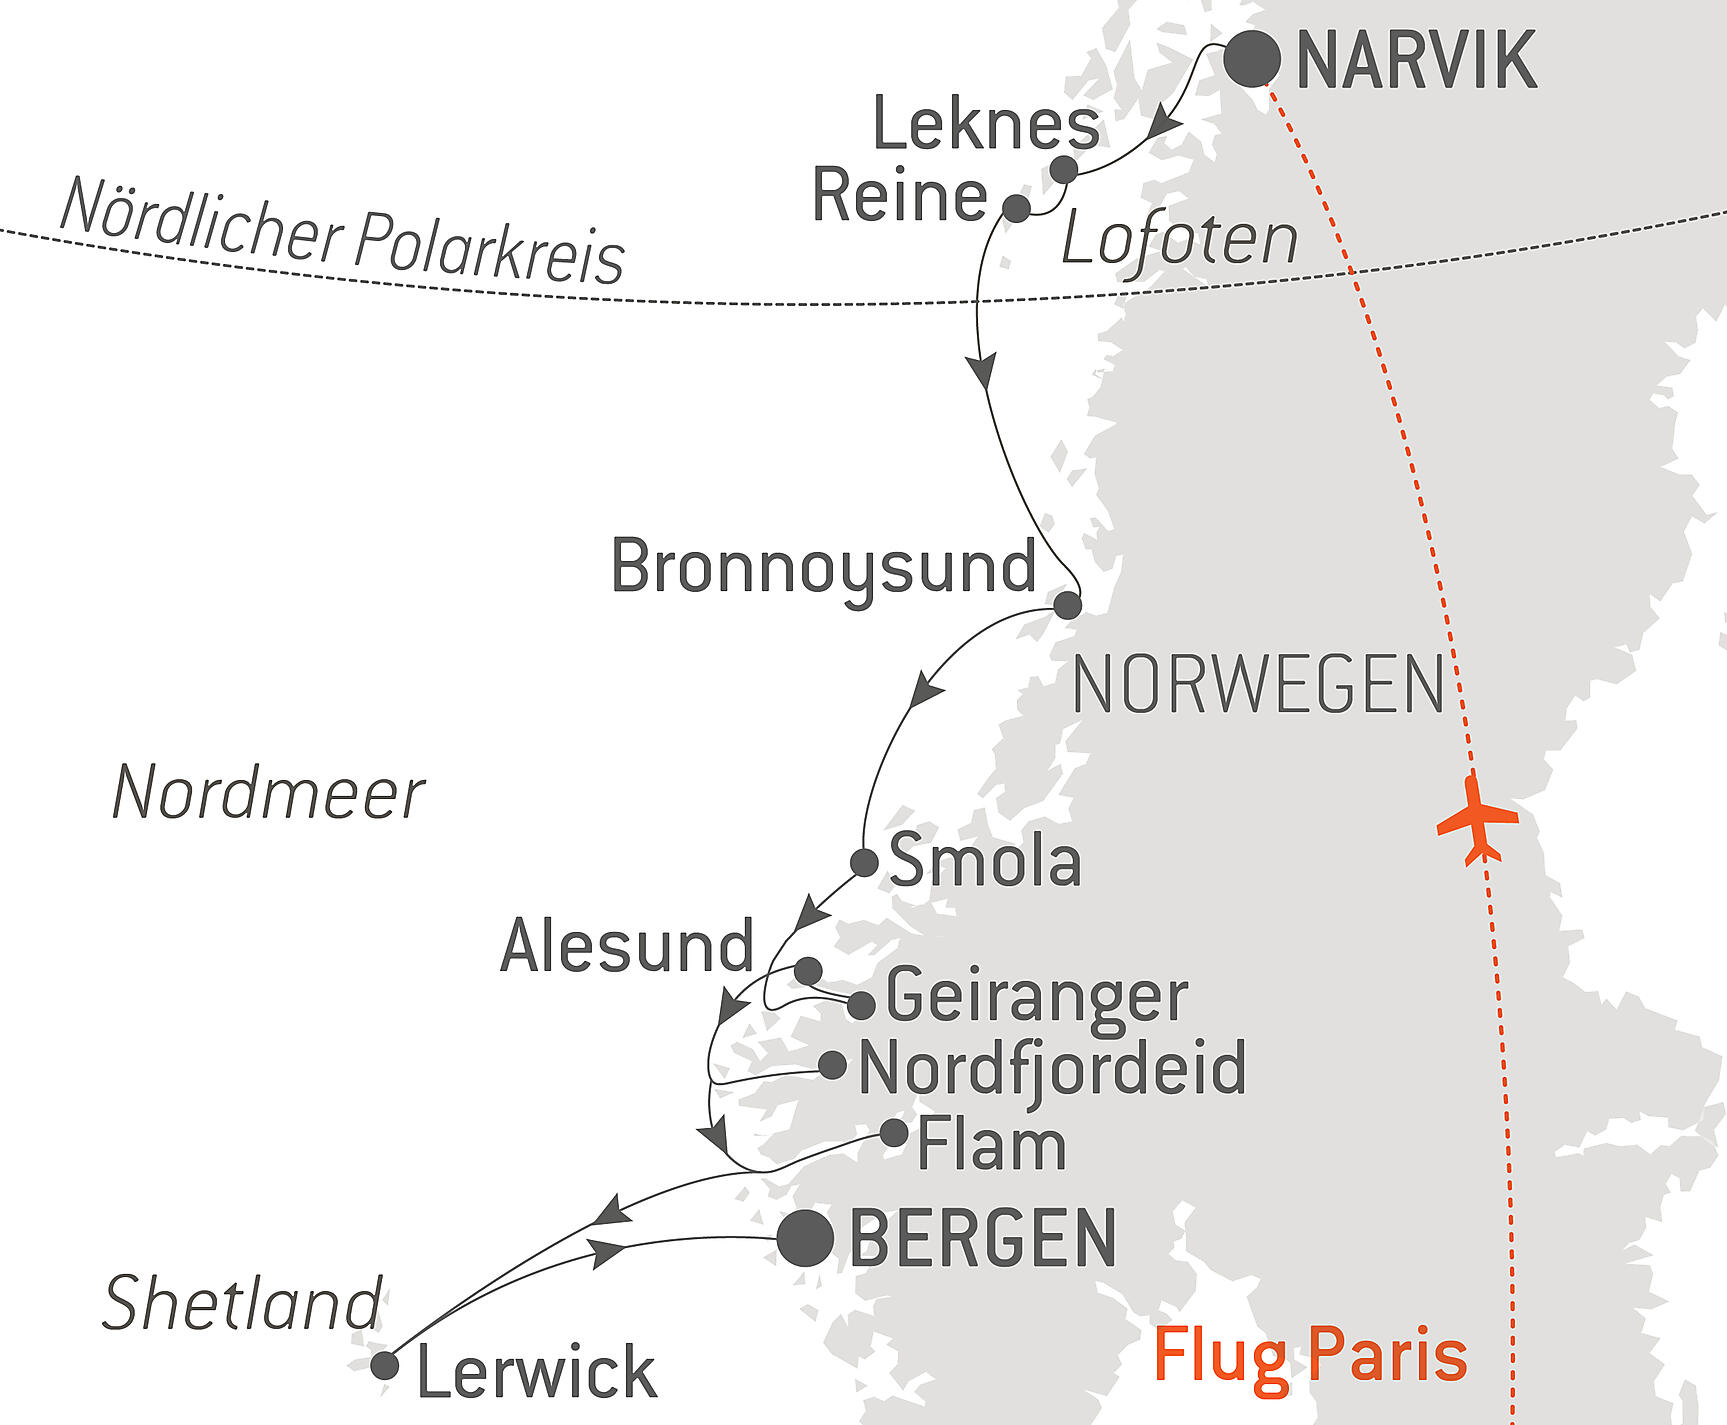 NARVIK
Leknes
Reine
Nördlicher Polarkreis
Lofoten
Bronnoysund
NORWEGEN
Nordmeer
Smola
Alesund
Geiranger
Nordfjordeid
Flam
BERGEN
Shetland
Flug Paris
Lerwick